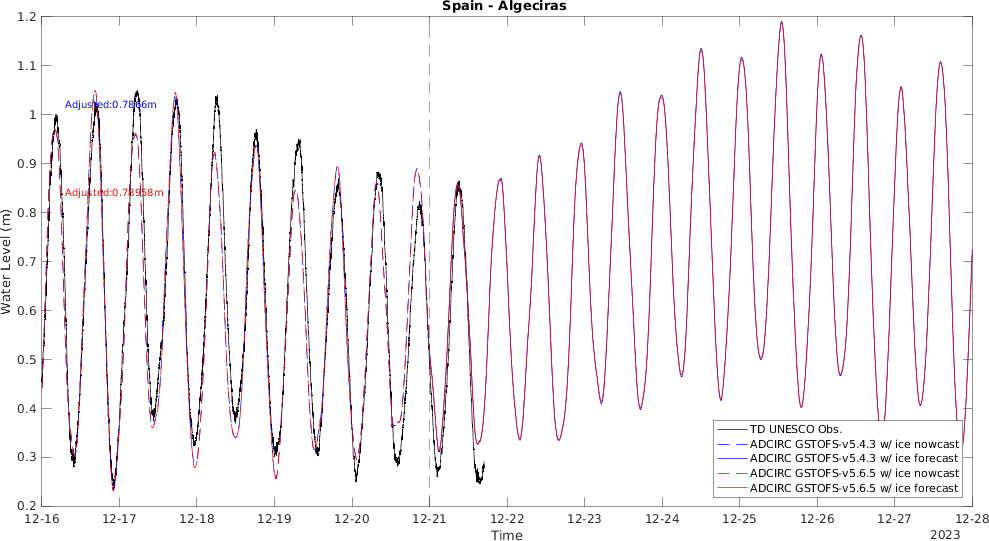 Spain - Algeciras
Water Level (m)
1.2
1.1
1
0.9
0.8
0.7
0.6
0.5
0.4
0.3
0.2
Adjusted:0.7866m
Adjusted:0.78958m
TD UNESCO Obs.
ADCIRC GSTOFS-v5.4.3 w/ ice nowcast
ADCIRC GSTOFS-v5.4.3 w/ ice forecast
ADCIRC GSTOFS-v5.6.5 w/ ice nowcast
ADCIRC GSTOFS-v5.6.5 w/ ice forecast
12-16 12-17 12-18 12-19 12-20 12-21 12-22 12-23 12-24 12-25 12-26 12-27 12-28
Time
2023